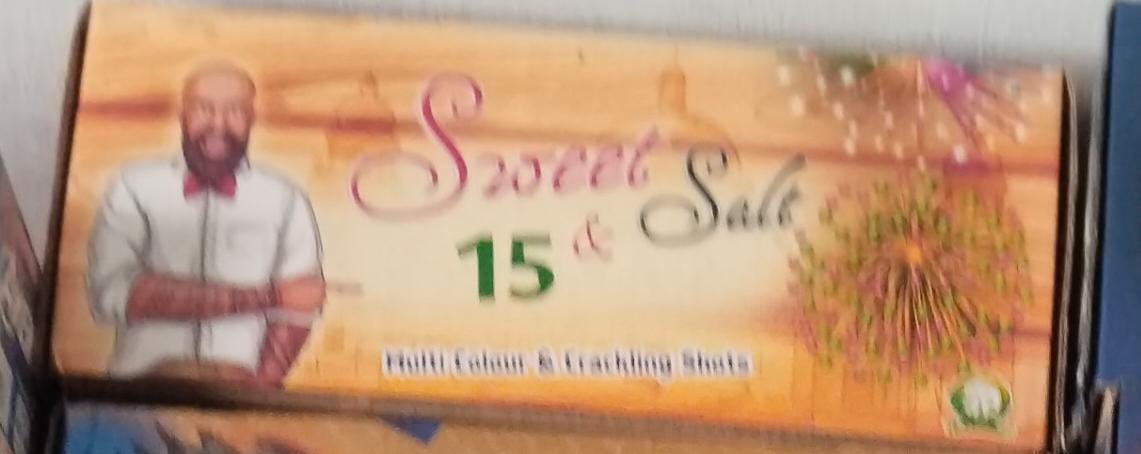 Sweet
& Salt
15
Multi Colour & Crackling Shots